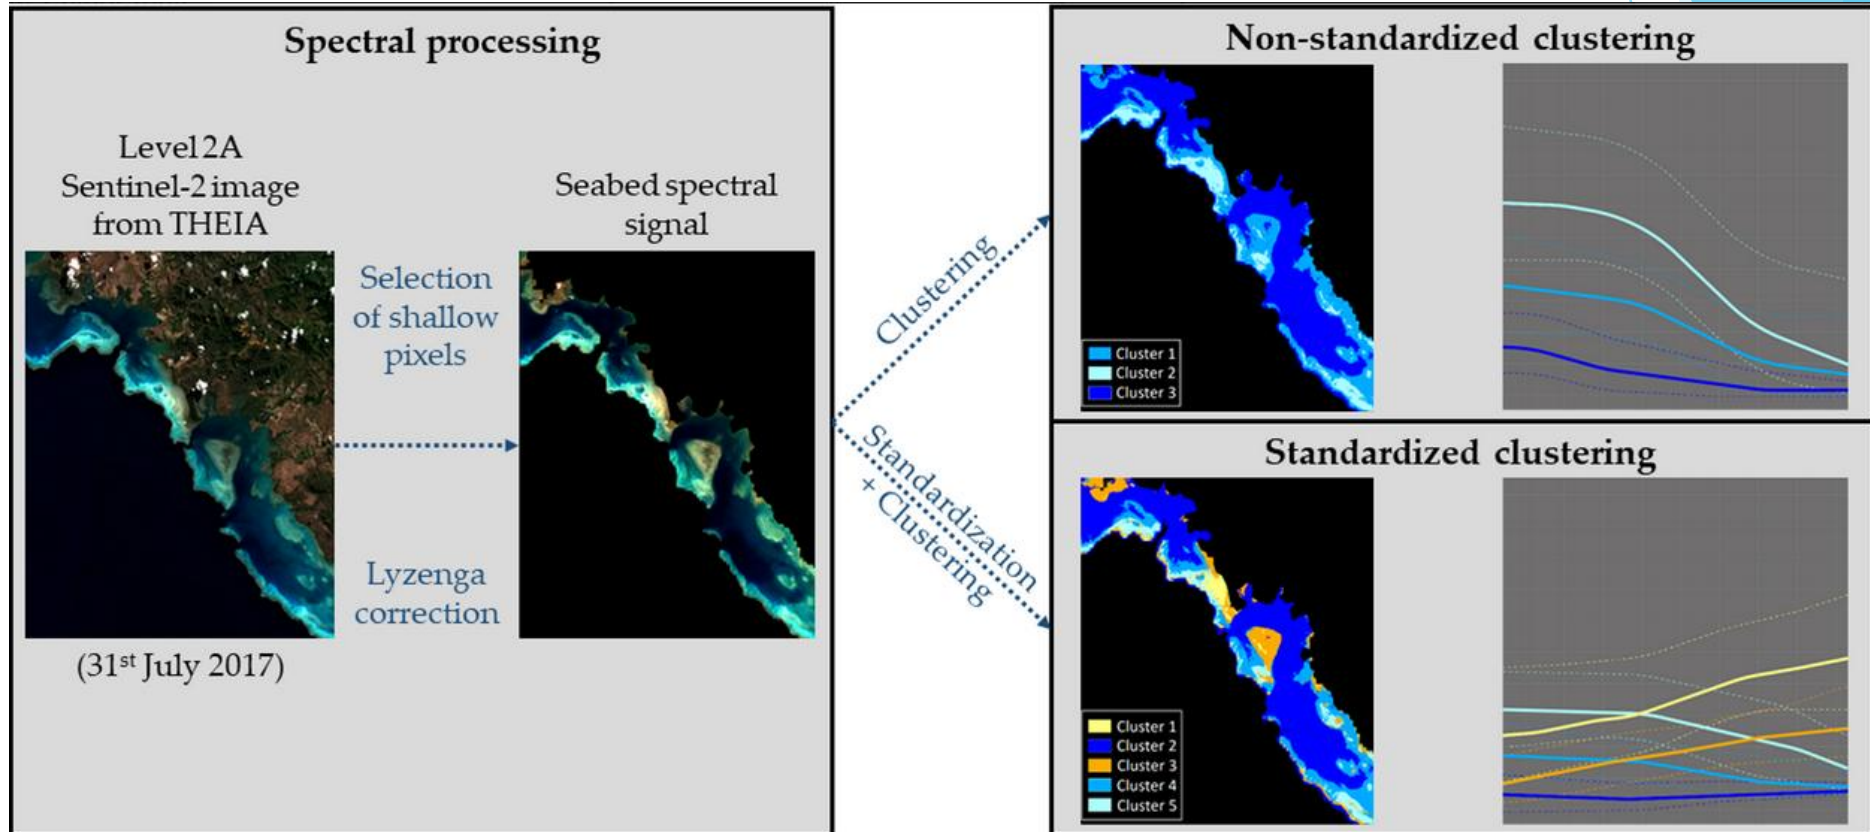 Spectral processing
Level 2A
Sentinel-2 image
from THEIA
(31st July 2017)
Selection
of shallow
pixels
Lyzenga
correction
Seabed spectral
signal
Clustering
Standardization
+ Clustering
Non-standardized clustering
Cluster 1
Cluster 2
Cluster 3
Standardized clustering
Cluster 1
Cluster 2
Cluster 3
Cluster 4
Cluster 5